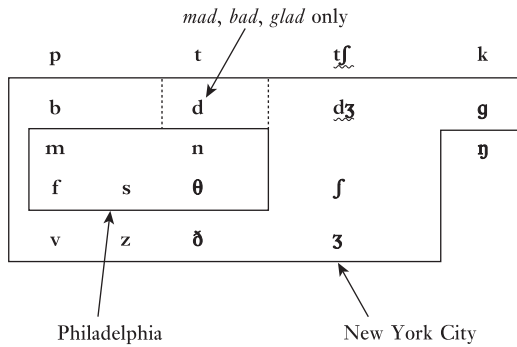 mad, bad, glad only
p t tʃ k
b d dʒ g
m n ŋ
f s θ ʃ
v z ð ʒ
Philadelphia New York City